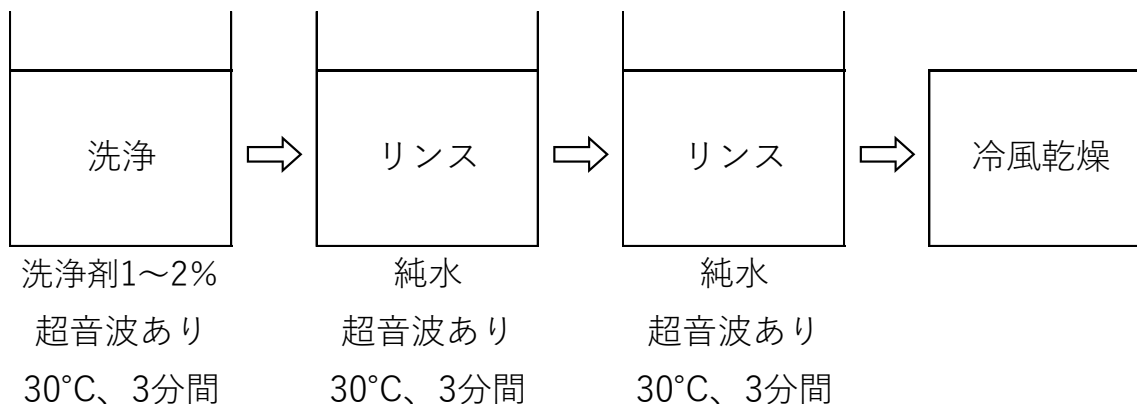 洗浄
リンス
リンス
冷風乾燥
洗浄剤1～2%
超音波あり
30°C、3分間
純水
超音波あり
30°C、3分間
純水
超音波あり
30°C、3分間